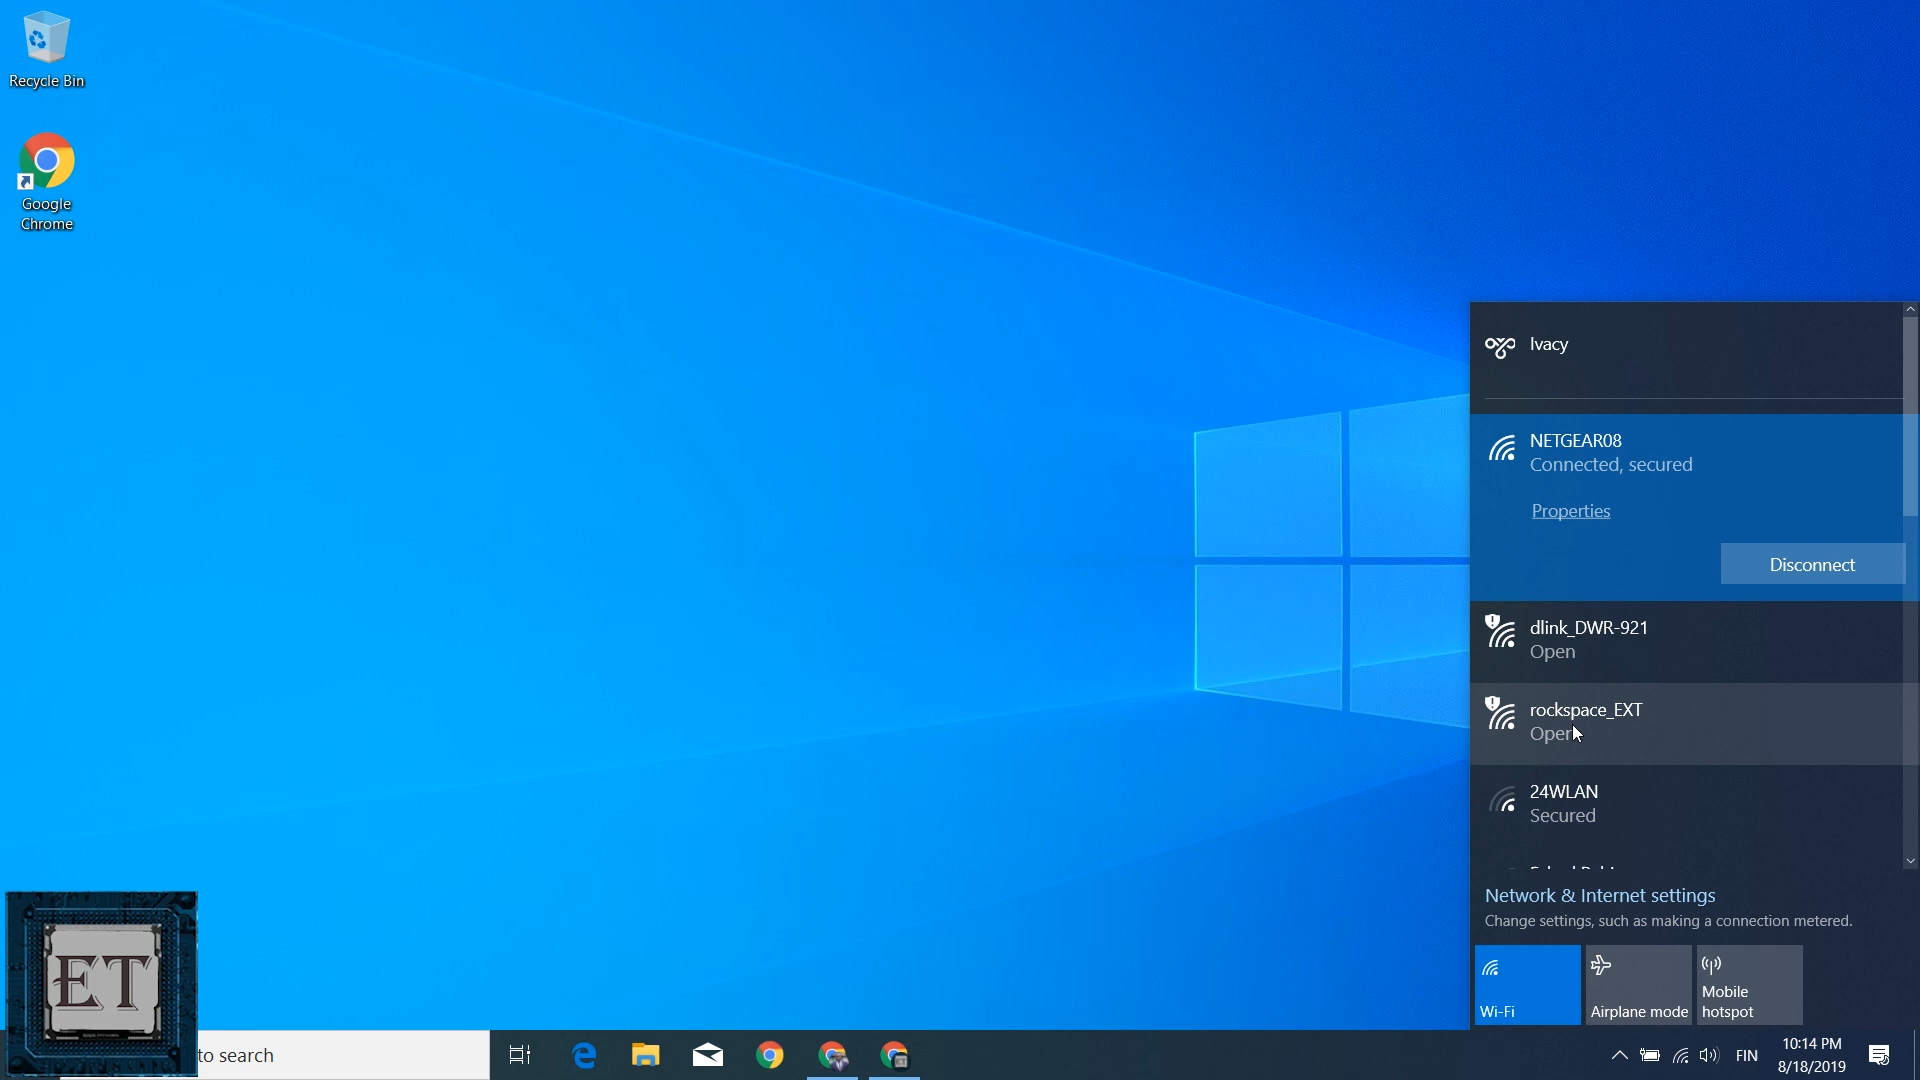 Recycle Bin
Google
Chrome
Ivacy
NETGEAR08
Connected, secured
Properties
Disconnect
dlink_DWR-921
Open
rockspace_EXT
Open
24WLAN
Secured
Network & Internet settings
Change settings, such as making a connection metered.
Wi-Fi
Airplane mode
Mobile
hotspot
ET
to search
FIN
10:14 PM
8/18/2019